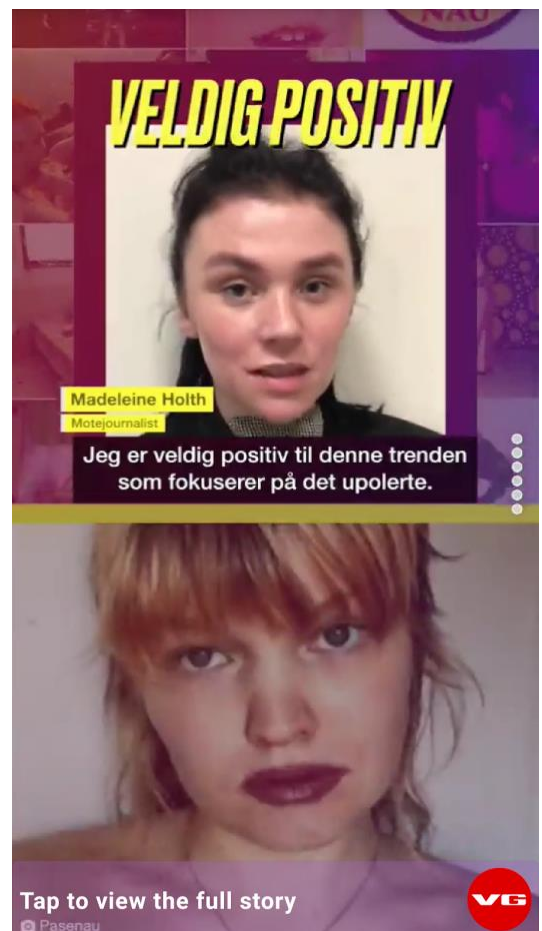 NAU
VELDIG POSITIV
Madeleine Holth
Motejournalist
Jeg er veldig positiv til denne trenden
som fokuserer på det upolerte.
Tap to view the full story
VG
Pasenau